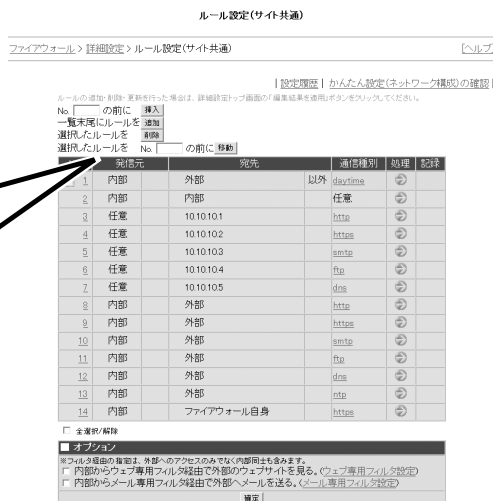 ルール設定(サイト共通)
ファイアウォール > 詳細設定 > ルール設定(サイト共通) [ヘルプ]
| 設定履歴 | かんたん設定(ネットワーク構成)の確認 |
ルールの追加・削除・更新を行った場合は、詳細設定トップ画面の「編集結果を適用」ボタンをクリックしてください。
No. の前に 挿入
一覧末尾にルールを 追加
選択したルールを 削除
選択したルールを No. の前に 移動
発信元 宛先 通信種別 処理 記録
1 内部 外部 以外 daytime
2 内部 内部 任意
3 任意 10.10.10.1 http
4 任意 10.10.10.2 https
5 任意 10.10.10.3 smtp
6 任意 10.10.10.4 ftp
7 任意 10.10.10.5 dns
8 内部 外部 http
9 内部 外部 https
10 内部 外部 smtp
11 内部 外部 ftp
12 内部 外部 dns
13 内部 外部 ntp
14 内部 ファイアウォール自身 https
全選択/解除
■ オプション
※フィルタ経由の指定は、外部へのアクセスのみでなく内部同士も含みます。
内部からウェブ専用フィルタ経由で外部のウェブサイトを見る。(ウェブ専用フィルタ設定)
内部からメール専用フィルタ経由で外部へメールを送る。(メール専用フィルタ設定)
確定